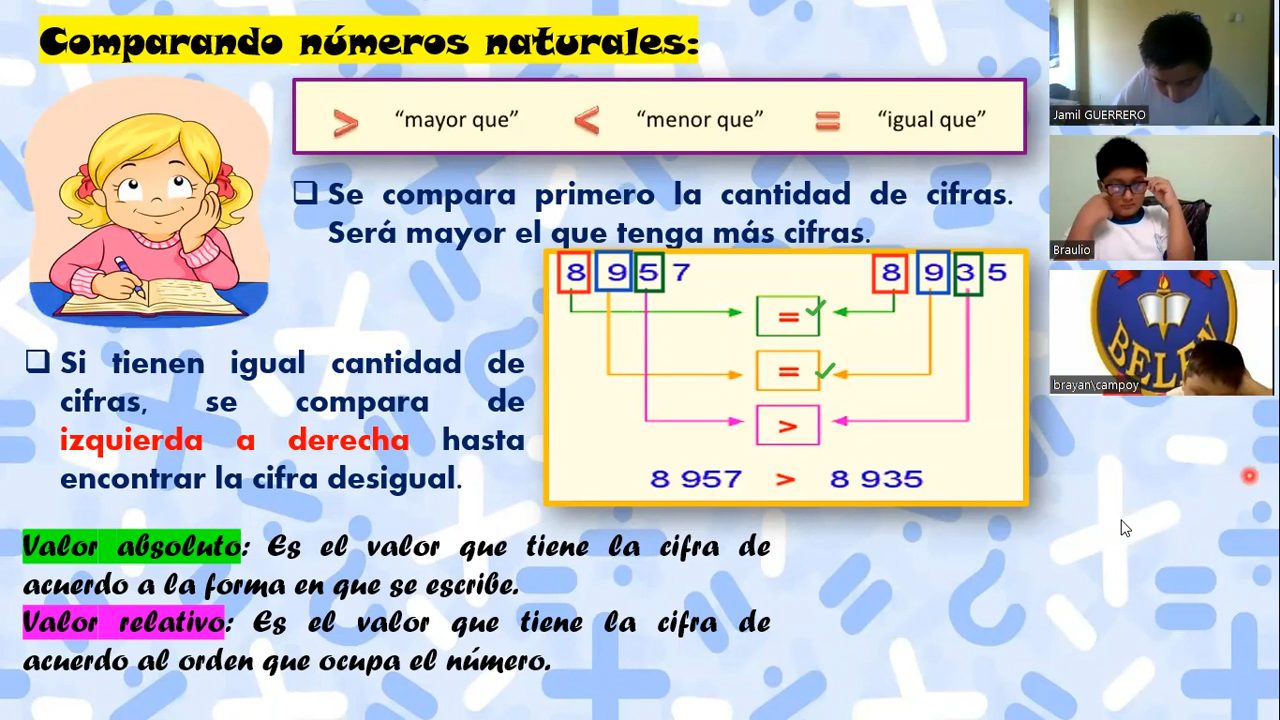 Comparando números naturales:
> "mayor que" < "menor que" = "igual que"
❑ Se compara primero la cantidad de cifras.
Será mayor el que tenga más cifras.
8 9 5 7 8 9 3 5
=
=
>
8 957 > 8 935
❑ Si tienen igual cantidad de
cifras, se compara de
izquierda a derecha hasta
encontrar la cifra desigual.
Valor absoluto: Es el valor que tiene la cifra de
acuerdo a la forma en que se escribe.
Valor relativo: Es el valor que tiene la cifra de
acuerdo al orden que ocupa el número.
Jamil GUERRERO
Braulio
BELEN
brayan\campoy